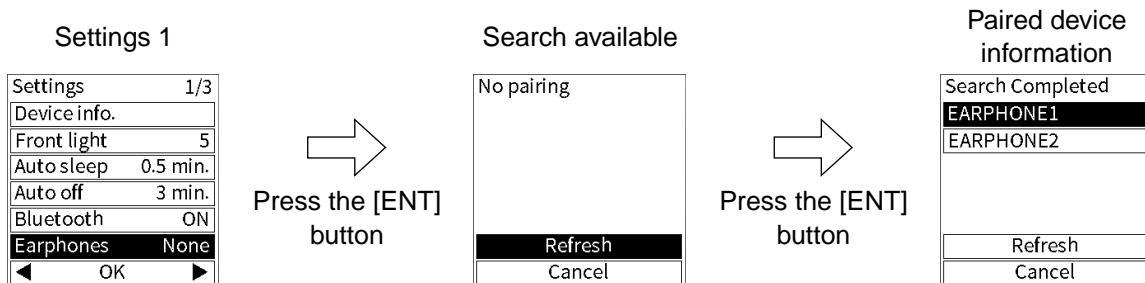 Settings 1
Settings 1/3
Device info.
Front light 5
Auto sleep 0.5 min.
Auto off 3 min.
Bluetooth ON
Earphones None
◀ OK ▶
Press the [ENT]
button
Search available
No pairing
Refresh
Cancel
Press the [ENT]
button
Paired device
information
Search Completed
EARPHONE1
EARPHONE2
Refresh
Cancel